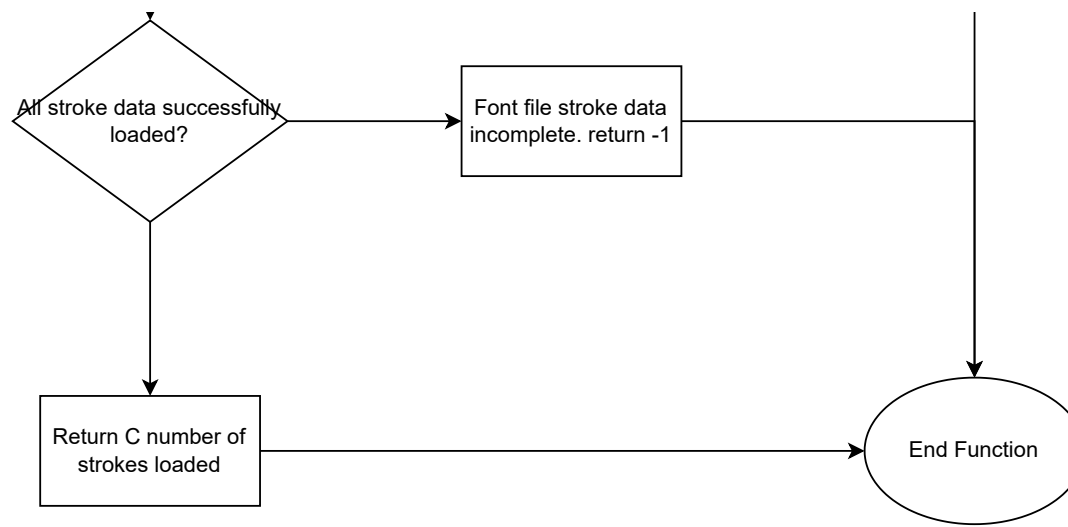 All stroke data successfully
loaded?
Font file stroke data
incomplete. return -1
Return C number of
strokes loaded
End Function